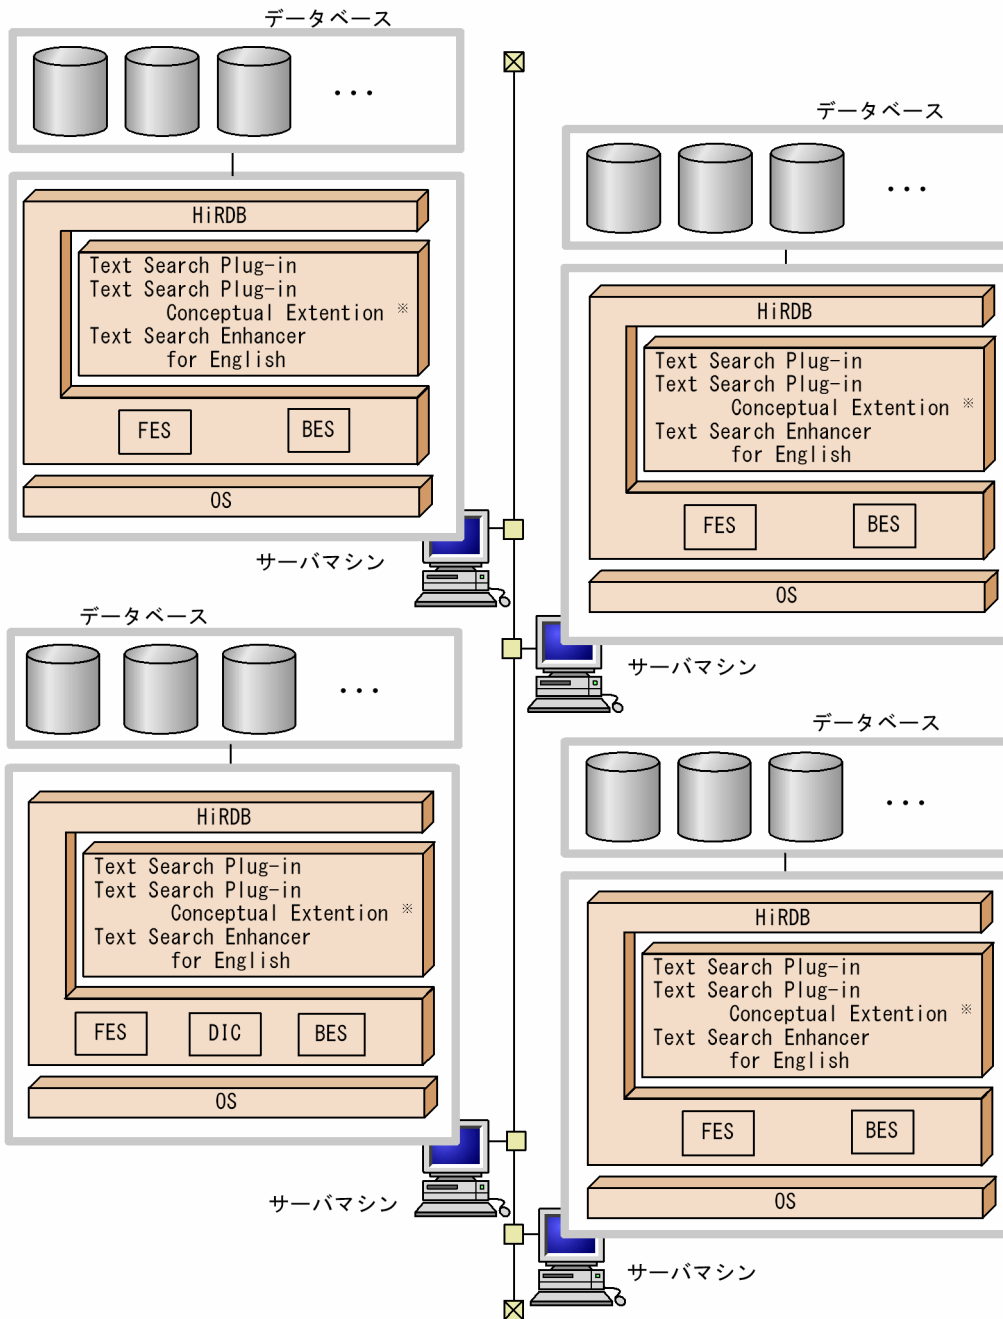 データベース
HiRDB
Text Search Plug-in
Text Search Plug-in
Conceptual Extention ※
Text Search Enhancer
for English
FES
BES
OS
サーバマシン
データベース
HiRDB
Text Search Plug-in
Text Search Plug-in
Conceptual Extention ※
Text Search Enhancer
for English
FES
BES
OS
サーバマシン
データベース
HiRDB
Text Search Plug-in
Text Search Plug-in
Conceptual Extention ※
Text Search Enhancer
for English
FES
DIC
BES
OS
サーバマシン
データベース
HiRDB
Text Search Plug-in
Text Search Plug-in
Conceptual Extention ※
Text Search Enhancer
for English
FES
BES
OS
サーバマシン